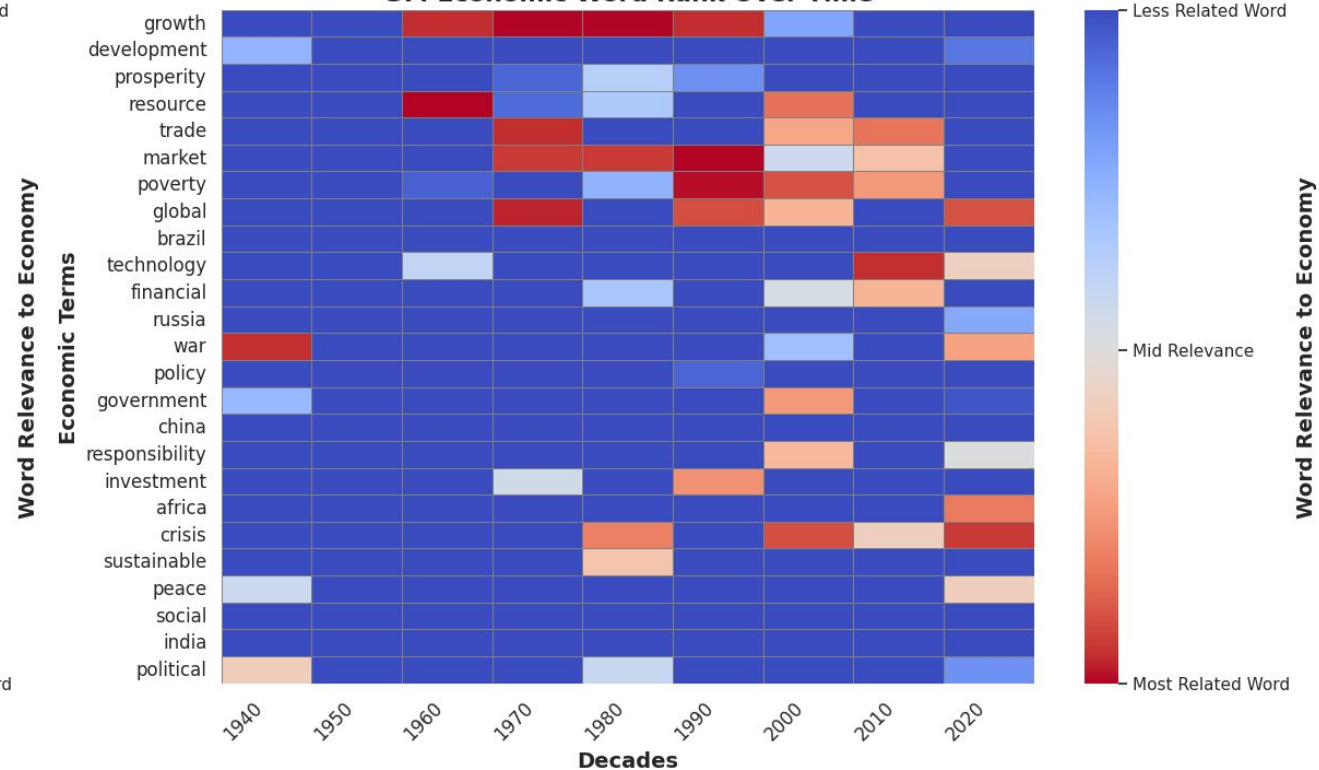 growth
development
prosperity
resource
trade
market
poverty
global
brazil
technology
financial
russia
war
policy
government
china
responsibility
investment
africa
crisis
sustainable
peace
social
india
political
Word Relevance to Economy
Economic Terms
1940
1950
1960
1970
1980
1990
2000
2010
2020
Decades
Less Related Word
Mid Relevance
Most Related Word
Word Relevance to Economy